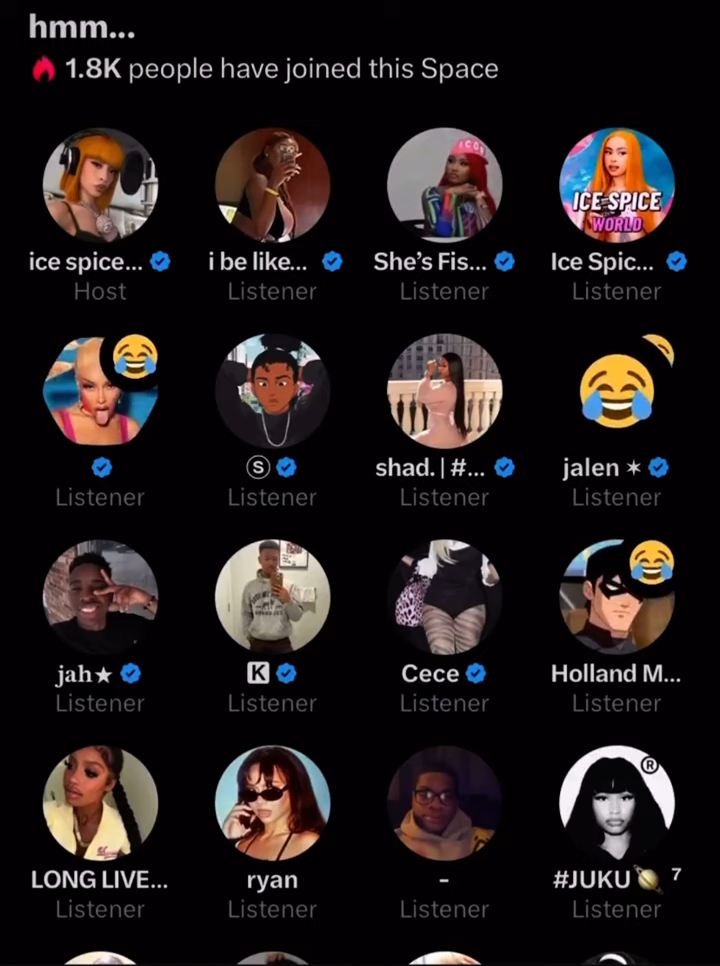 hmm...
1.8K people have joined this Space
ICE SPICE
WORLD
ice spice... i be like... She's Fis... Ice Spic...
Host Listener Listener Listener
Ⓢ shad. | #... jalen ✶
Listener Listener Listener Listener
jah★ K Cece Holland M...
Listener Listener Listener Listener
®
LONG LIVE... ryan - #JUKU🪐 7
Listener Listener Listener Listener